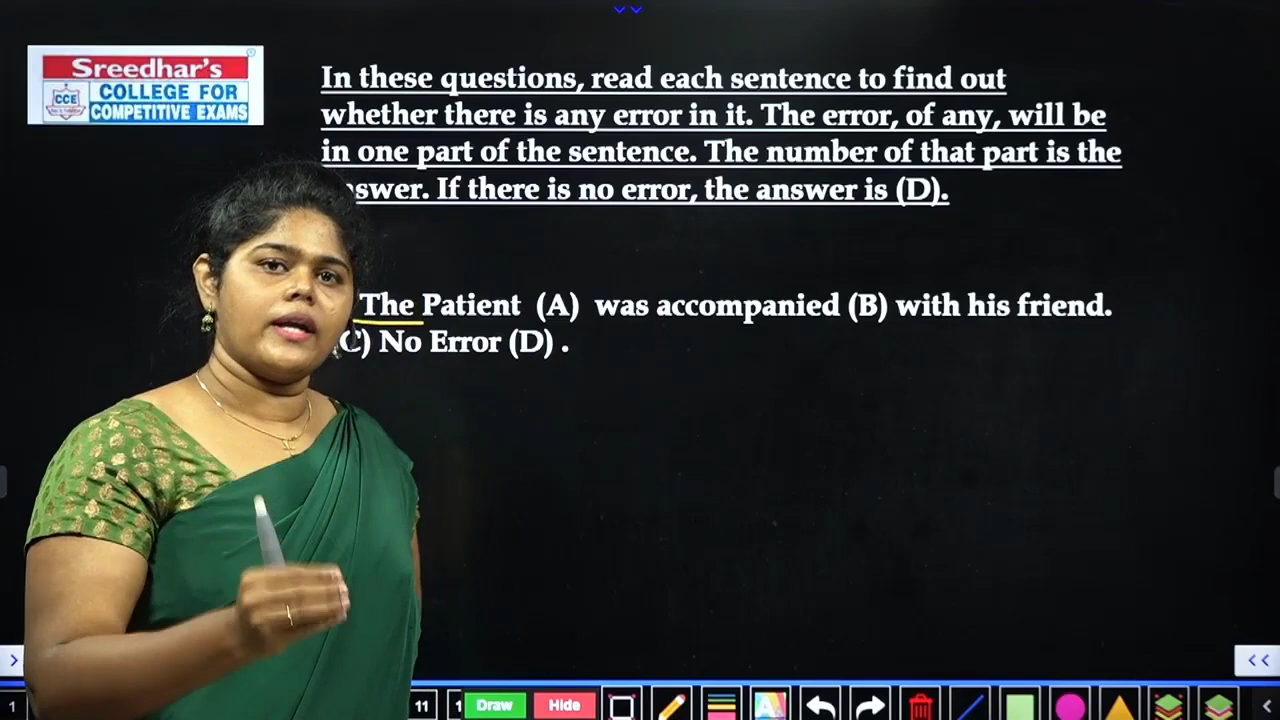 Sreedhar's
CCE
COLLEGE FOR
COMPETITIVE EXAMS
In these questions, read each sentence to find out
whether there is any error in it. The error, of any, will be
in one part of the sentence. The number of that part is the
If there is no error, the answer is (D).
The Patient (A) was accompanied (B) with his friend.
C) No Error (D) .
1
11
Draw
Hide